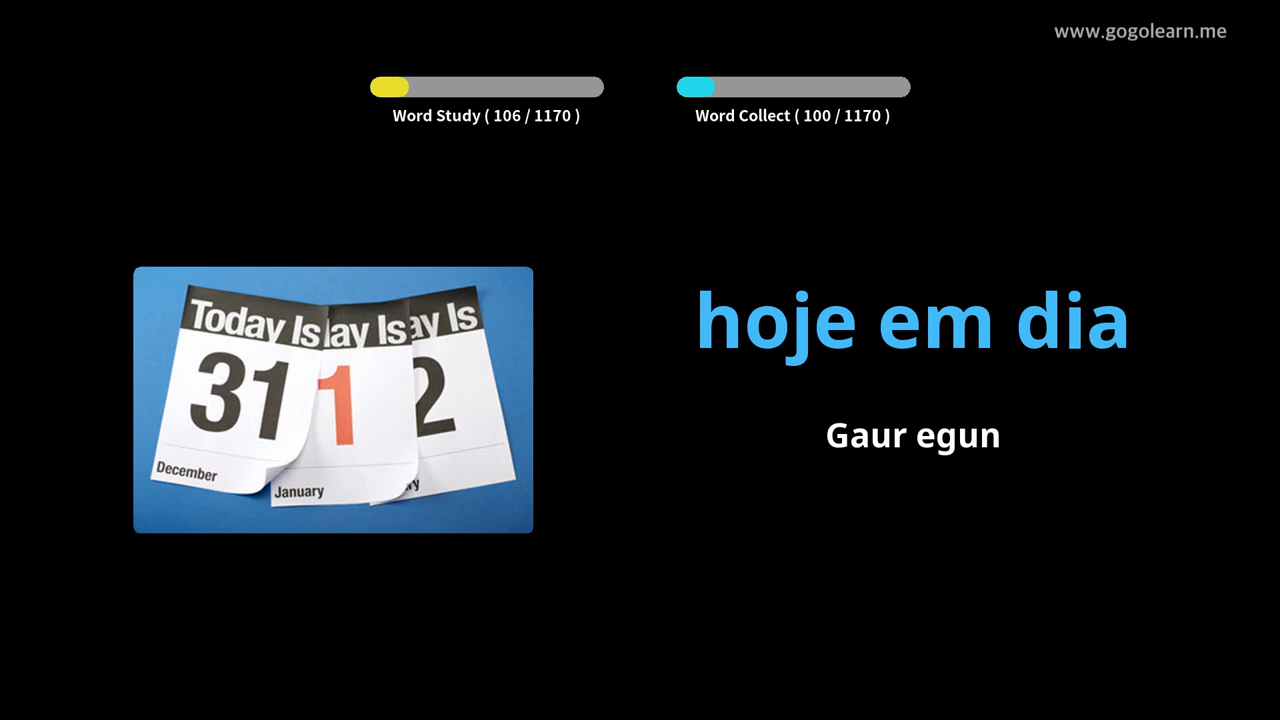 www.gogolearn.me
Word Study ( 106 / 1170 )
Word Collect ( 100 / 1170 )
Today Is
ay Is
ay Is
31
1
2
December
January
ry
hoje em dia
Gaur egun